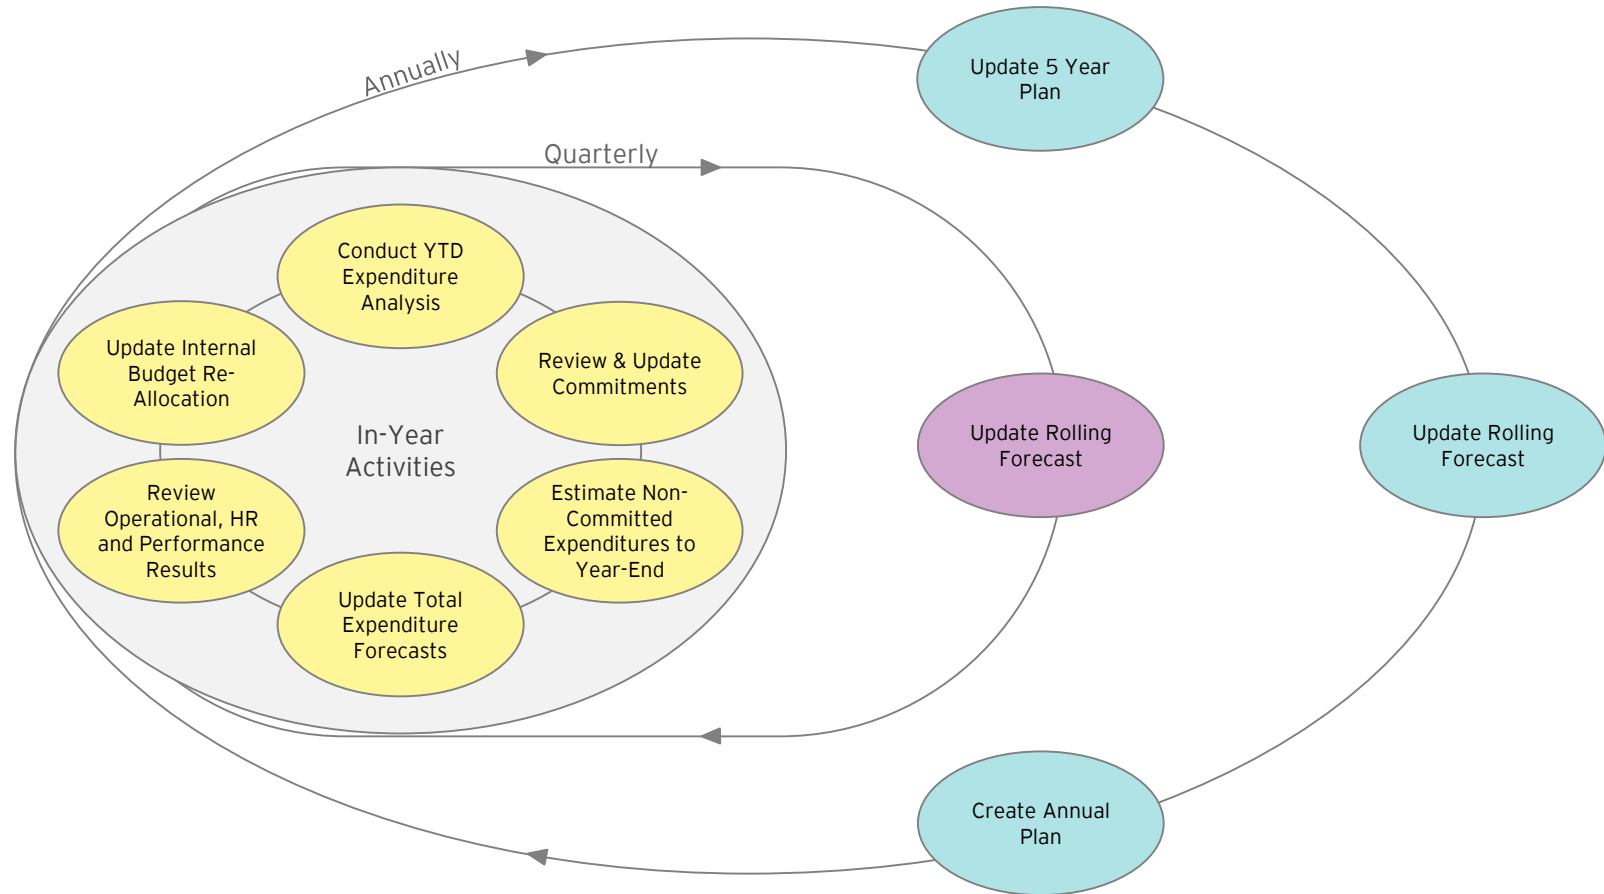 Annually
Update 5 Year
Plan
Quarterly
Conduct YTD
Expenditure
Analysis
Update Internal
Budget Re-
Allocation
Review & Update
Commitments
In-Year
Activities
Update Rolling
Forecast
Update Rolling
Forecast
Review
Operational, HR
and Performance
Results
Estimate Non-
Committed
Expenditures to
Year-End
Update Total
Expenditure
Forecasts
Create Annual
Plan